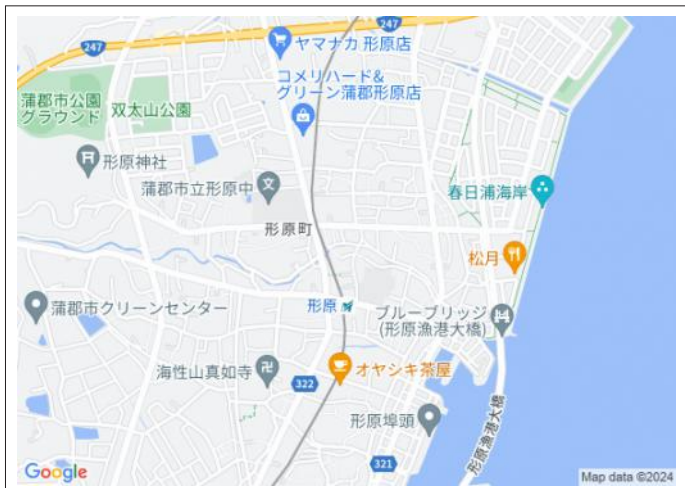 247
ヤマナカ 形原店
247
コメリハード&
グリーン蒲郡形原店
蒲郡市公園
グラウンド
双太山公園
形原神社
蒲郡市立形原中
文
春日浦海岸
形原町
松月
形原
ブルーブリッジ
(形原漁港大橋)
蒲郡市クリーンセンター
海性山真如寺
卍
オヤシキ茶屋
322
形原埠頭
形原漁港大橋
321
Google
Map data ©2024